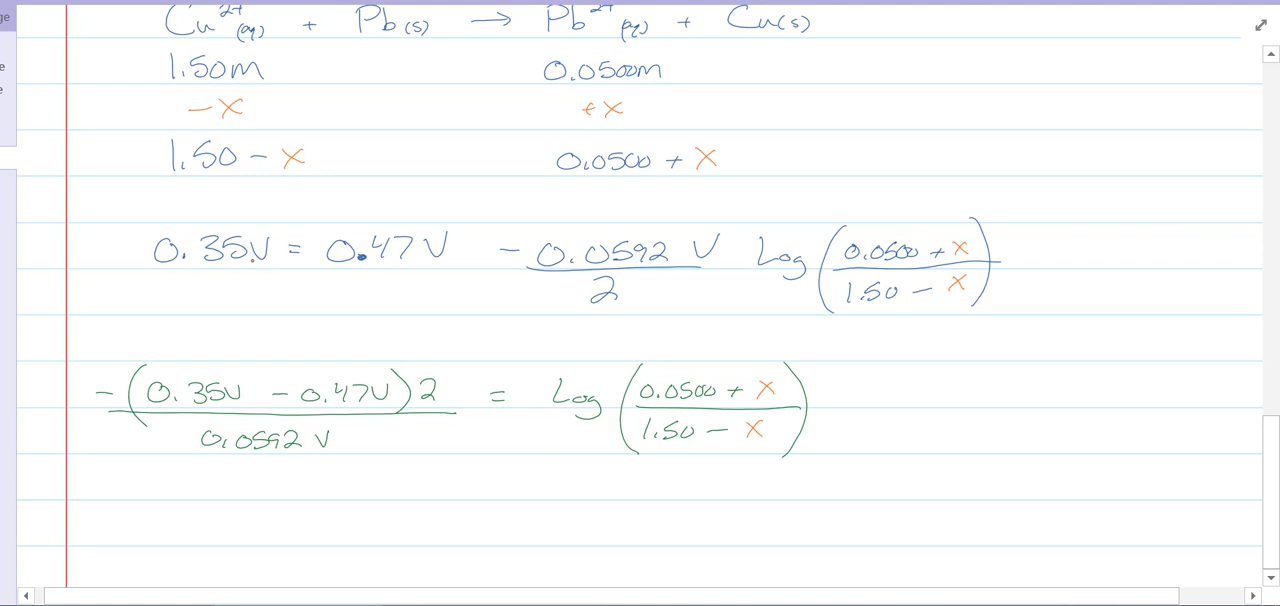 ge
Cu²⁺(aq) + Pb(s) → Pb²⁺(aq) + Cu(s)
e
1.50M 0.0500M
e
-x +x
1.50 - x 0.0500 + x
0.35V = 0.47V - 0.0592 V / 2 Log (0.0500 + x / 1.50 - x)
-(0.35V - 0.47V)2 / 0.0592 V = Log (0.0500 + x / 1.50 - x)